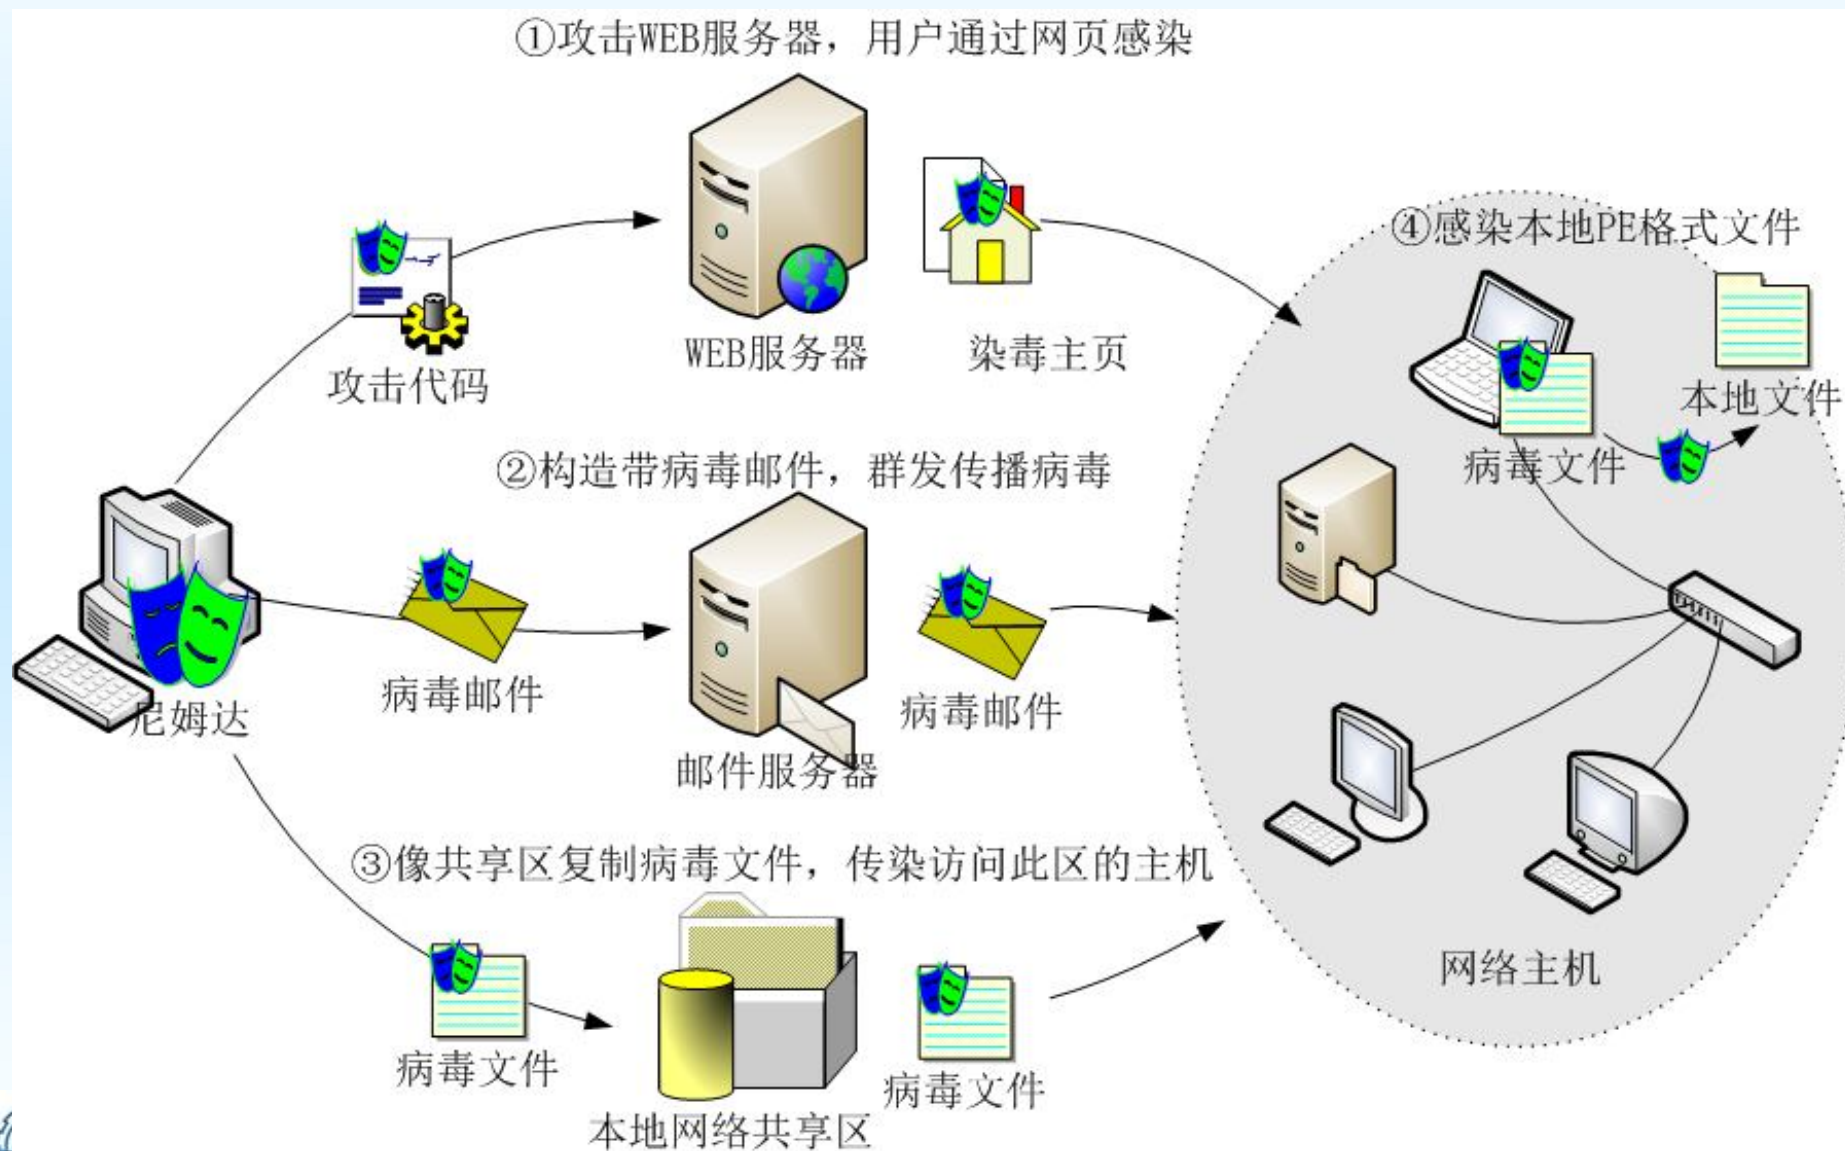 ①攻击WEB服务器，用户通过网页感染
④感染本地PE格式文件
WEB服务器
染毒主页
攻击代码
本地文件
病毒文件
②构造带病毒邮件，群发传播病毒
病毒邮件
病毒邮件
尼姆达
邮件服务器
③像共享区复制病毒文件，传染访问此区的主机
网络主机
病毒文件
病毒文件
本地网络共享区